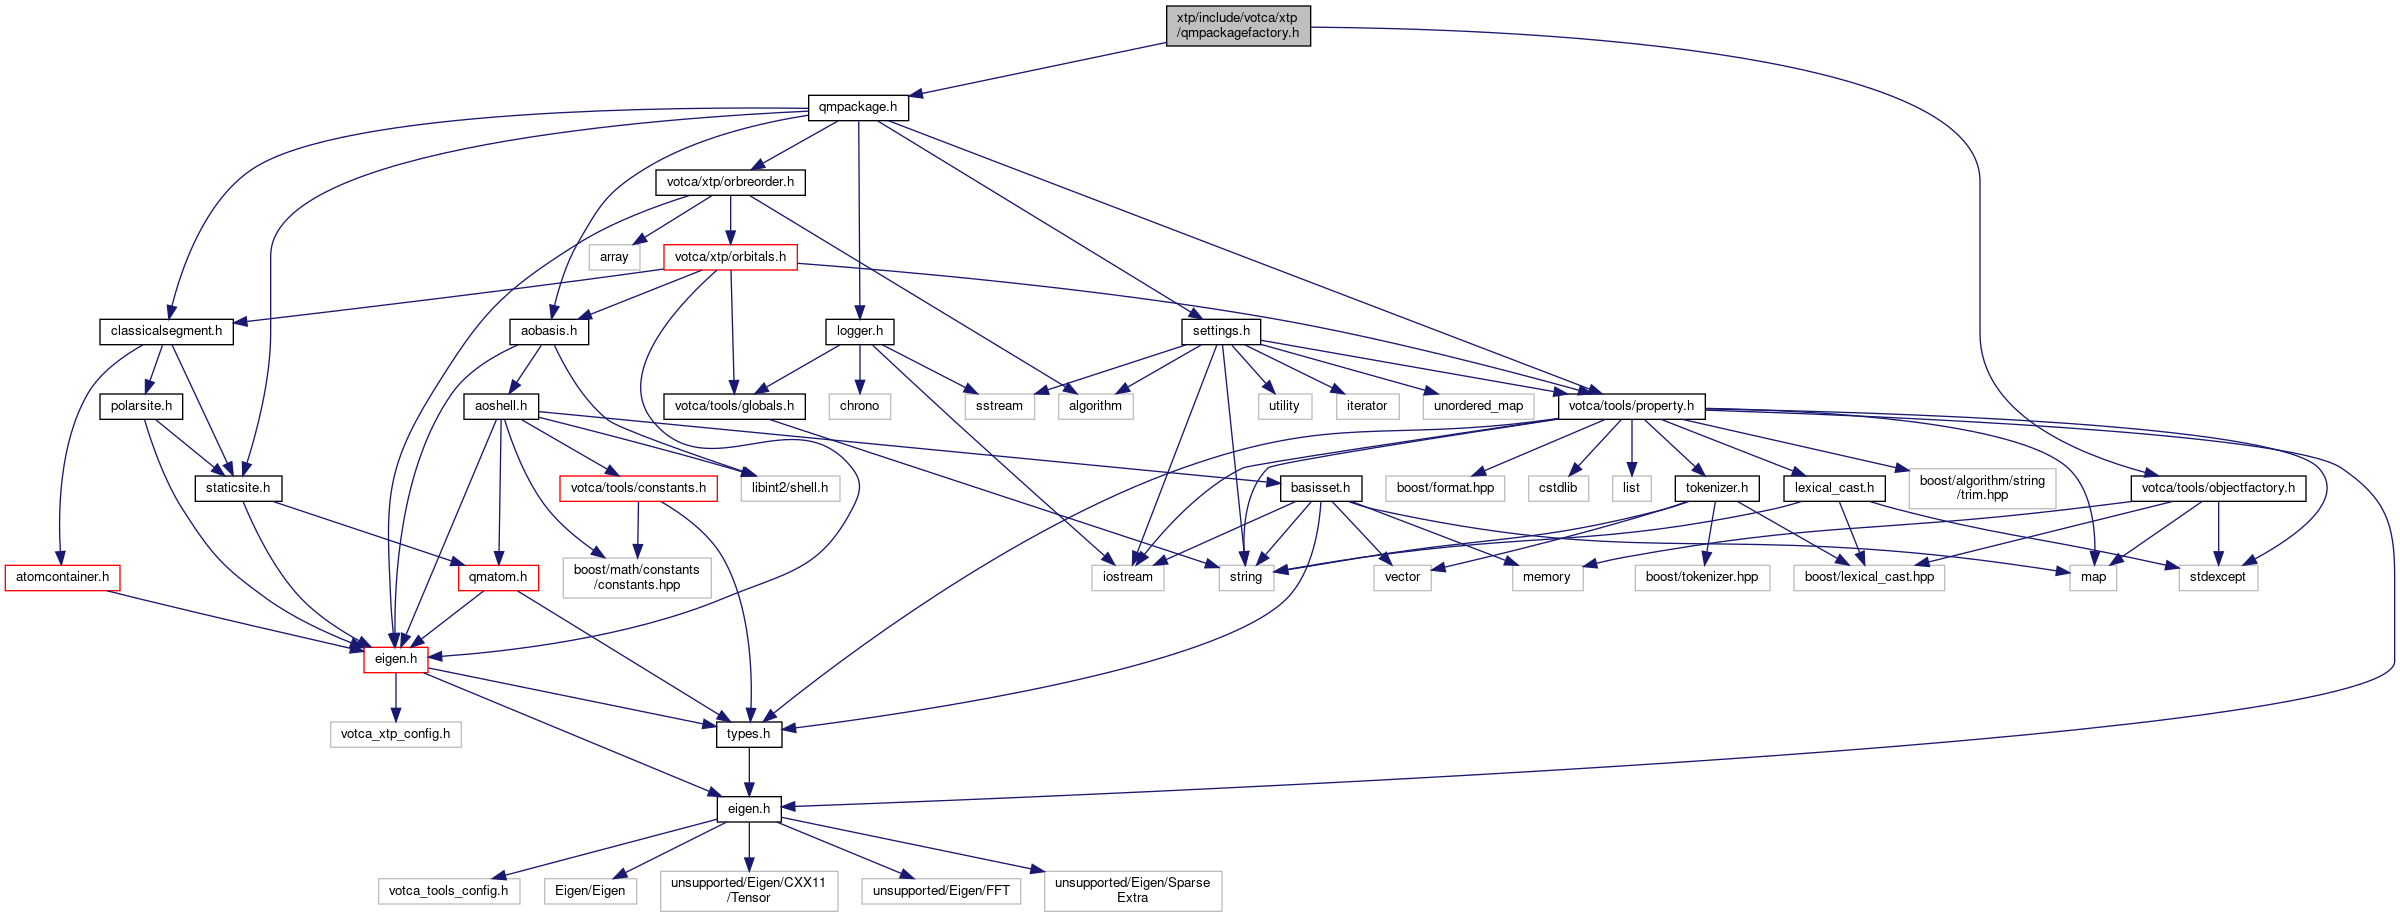 xtp/include/votca/xtp
/qmpackagefactory.h
qmpackage.h
votca/xtp/orbreorder.h
array
votca/xtp/orbitals.h
classicalsegment.h
aobasis.h
logger.h
settings.h
polarsite.h
aoshell.h
votca/tools/globals.h
chrono
sstream
algorithm
utility
iterator
unordered_map
votca/tools/property.h
staticsite.h
votca/tools/constants.h
libint2/shell.h
basisset.h
boost/format.hpp
cstdlib
list
tokenizer.h
lexical_cast.h
boost/algorithm/string
/trim.hpp
votca/tools/objectfactory.h
atomcontainer.h
qmatom.h
boost/math/constants
/constants.hpp
iostream
string
vector
memory
boost/tokenizer.hpp
boost/lexical_cast.hpp
map
stdexcept
eigen.h
votca_xtp_config.h
types.h
eigen.h
votca_tools_config.h
Eigen/Eigen
unsupported/Eigen/CXX11
/Tensor
unsupported/Eigen/FFT
unsupported/Eigen/Sparse
Extra